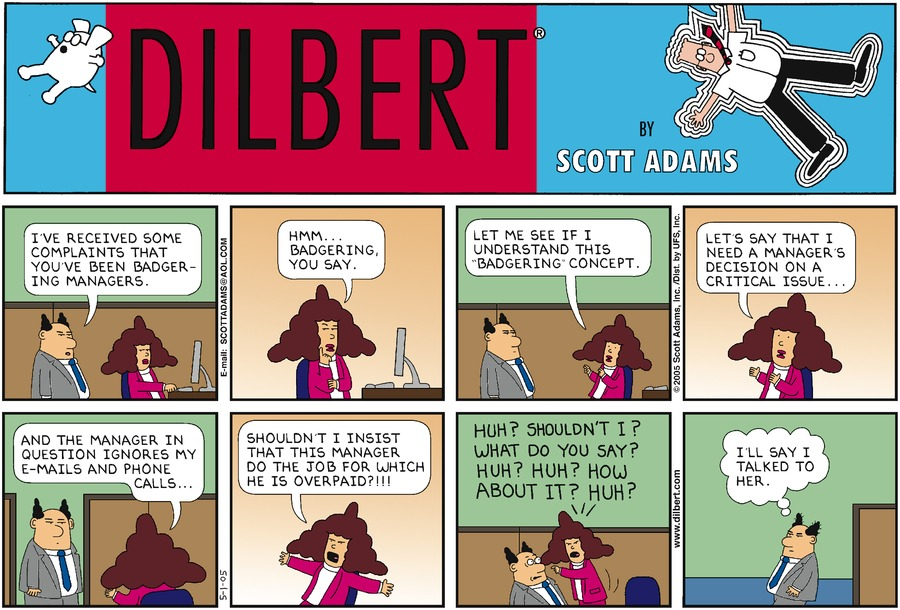 DILBERT®
BY
SCOTT ADAMS
I'VE RECEIVED SOME
COMPLAINTS THAT
YOU'VE BEEN BADGER-
ING MANAGERS.
E-mail: SCOTTADAMS@AOL.COM
HMM...
BADGERING,
YOU SAY.
LET ME SEE IF I
UNDERSTAND THIS
"BADGERING" CONCEPT.
© 2005 Scott Adams, Inc./Dist. by UFS, Inc.
LET'S SAY THAT I
NEED A MANAGER'S
DECISION ON A
CRITICAL ISSUE...
AND THE MANAGER IN
QUESTION IGNORES MY
E-MAILS AND PHONE
CALLS...
5-1-05
SHOULDN'T I INSIST
THAT THIS MANAGER
DO THE JOB FOR WHICH
HE IS OVERPAID?!!!
HUH? SHOULDN'T I?
WHAT DO YOU SAY?
HUH? HUH? HOW
ABOUT IT? HUH?
www.dilbert.com
I'LL SAY I
TALKED TO
HER.